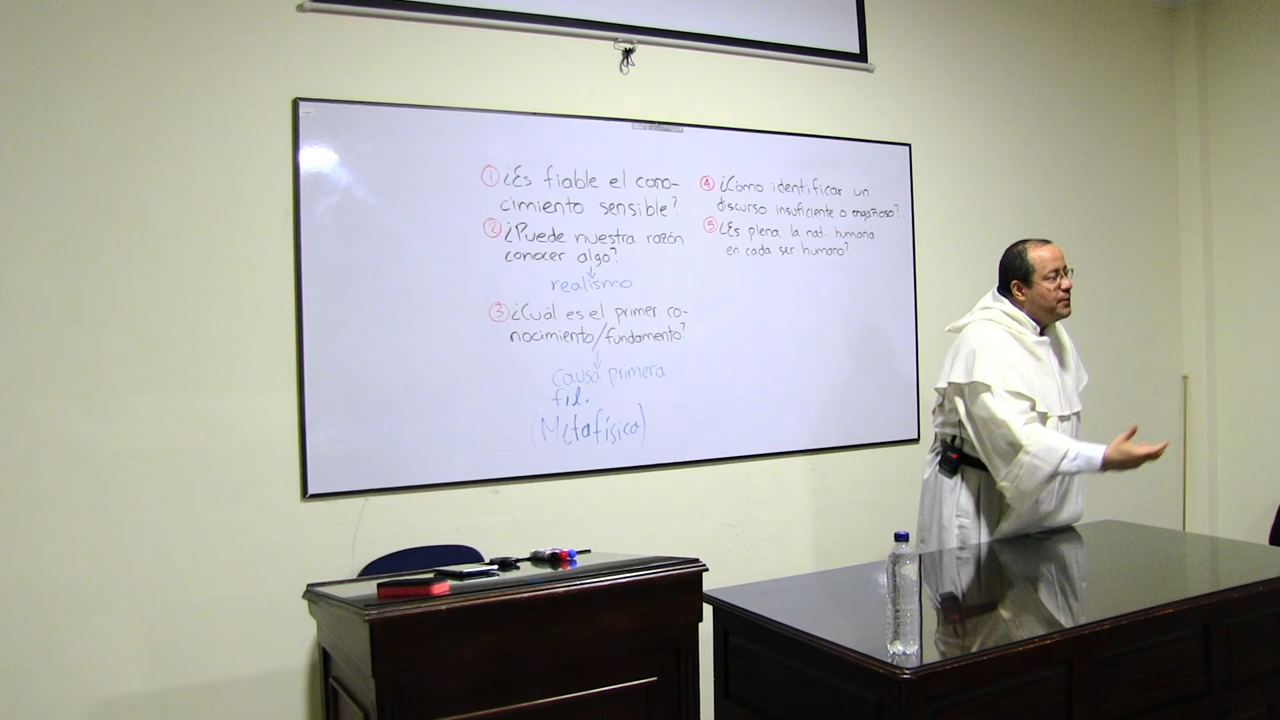 ① ¿Es fiable el cono-
cimiento sensible?
② ¿Puede nuestra razón
conocer algo?
realismo
③ ¿Cuál es el primer co-
nocimiento/fundamento?
causa primera
fil.
(Metafísica)
④ ¿Cómo identificar un
discurso insuficiente o engañoso?
⑤ ¿Es plena la nat. humana
en cada ser humano?